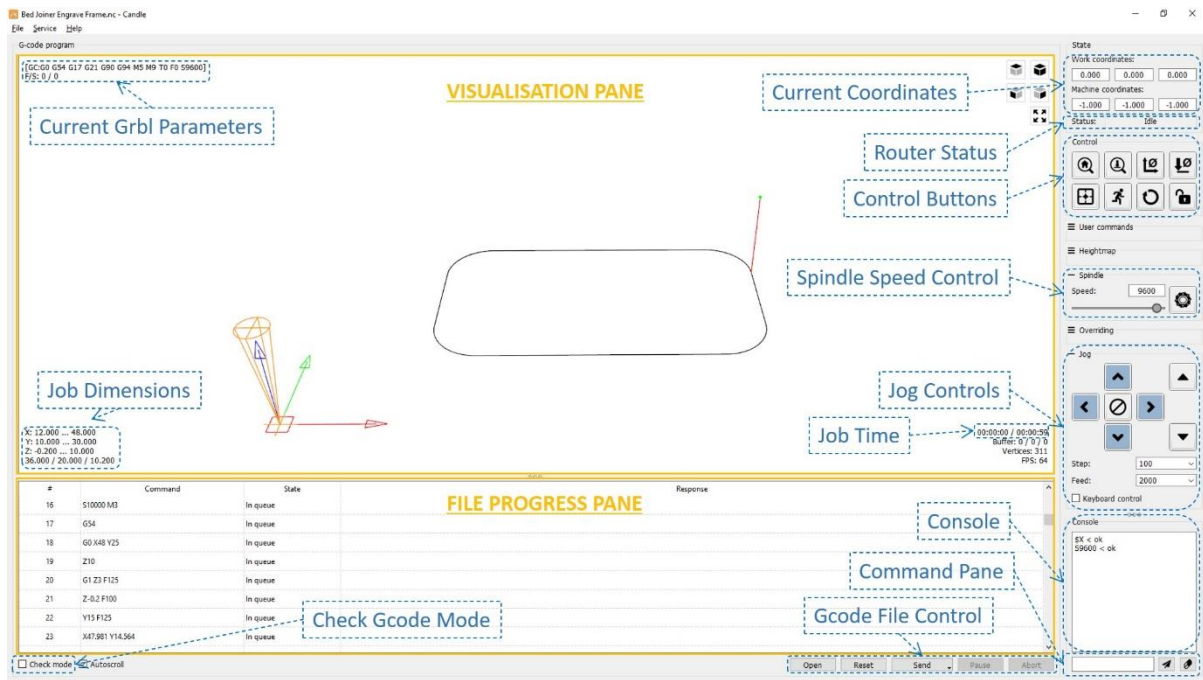 Bed Joiner Engrave Frame.nc - Candle
File Service Help
G-code program
[GC:G0 G54 G17 G21 G90 G94 M5 M9 T0 F0 S9600]
F/S: 0 / 0
Current Grbl Parameters
VISUALISATION PANE
Current Coordinates
Router Status
Control Buttons
Spindle Speed Control
Job Dimensions
X: 12.000 ... 48.000
Y: 10.000 ... 30.000
Z: -0.200 ... 10.000
36.000 / 20.000 / 10.200
Jog Controls
Job Time
00:00:00 / 00:00:59
Buffer: 0 / 0 / 0
Vertices: 311
FPS: 64
# Command State Response
FILE PROGRESS PANE
16 S10000 M3 In queue
17 G54 In queue
18 G0 X48 Y25 In queue
19 Z10 In queue
20 G1 Z3 F125 In queue
21 Z-0.2 F100 In queue
22 Y15 F125 In queue
23 X47.981 Y14.564 In queue
Console
Command Pane
Check Gcode Mode
Gcode File Control
Check mode Autoscroll
Open Reset Send Pause Abort
State
Work coordinates:
0.000 0.000 0.000
Machine coordinates:
-1.000 -1.000 -1.000
Status: Idle
Control
User commands
Heightmap
Spindle
Speed: 9600
Overriding
Jog
Step: 100
Feed: 2000
Keyboard control
Console
$X < ok
S9600 < ok